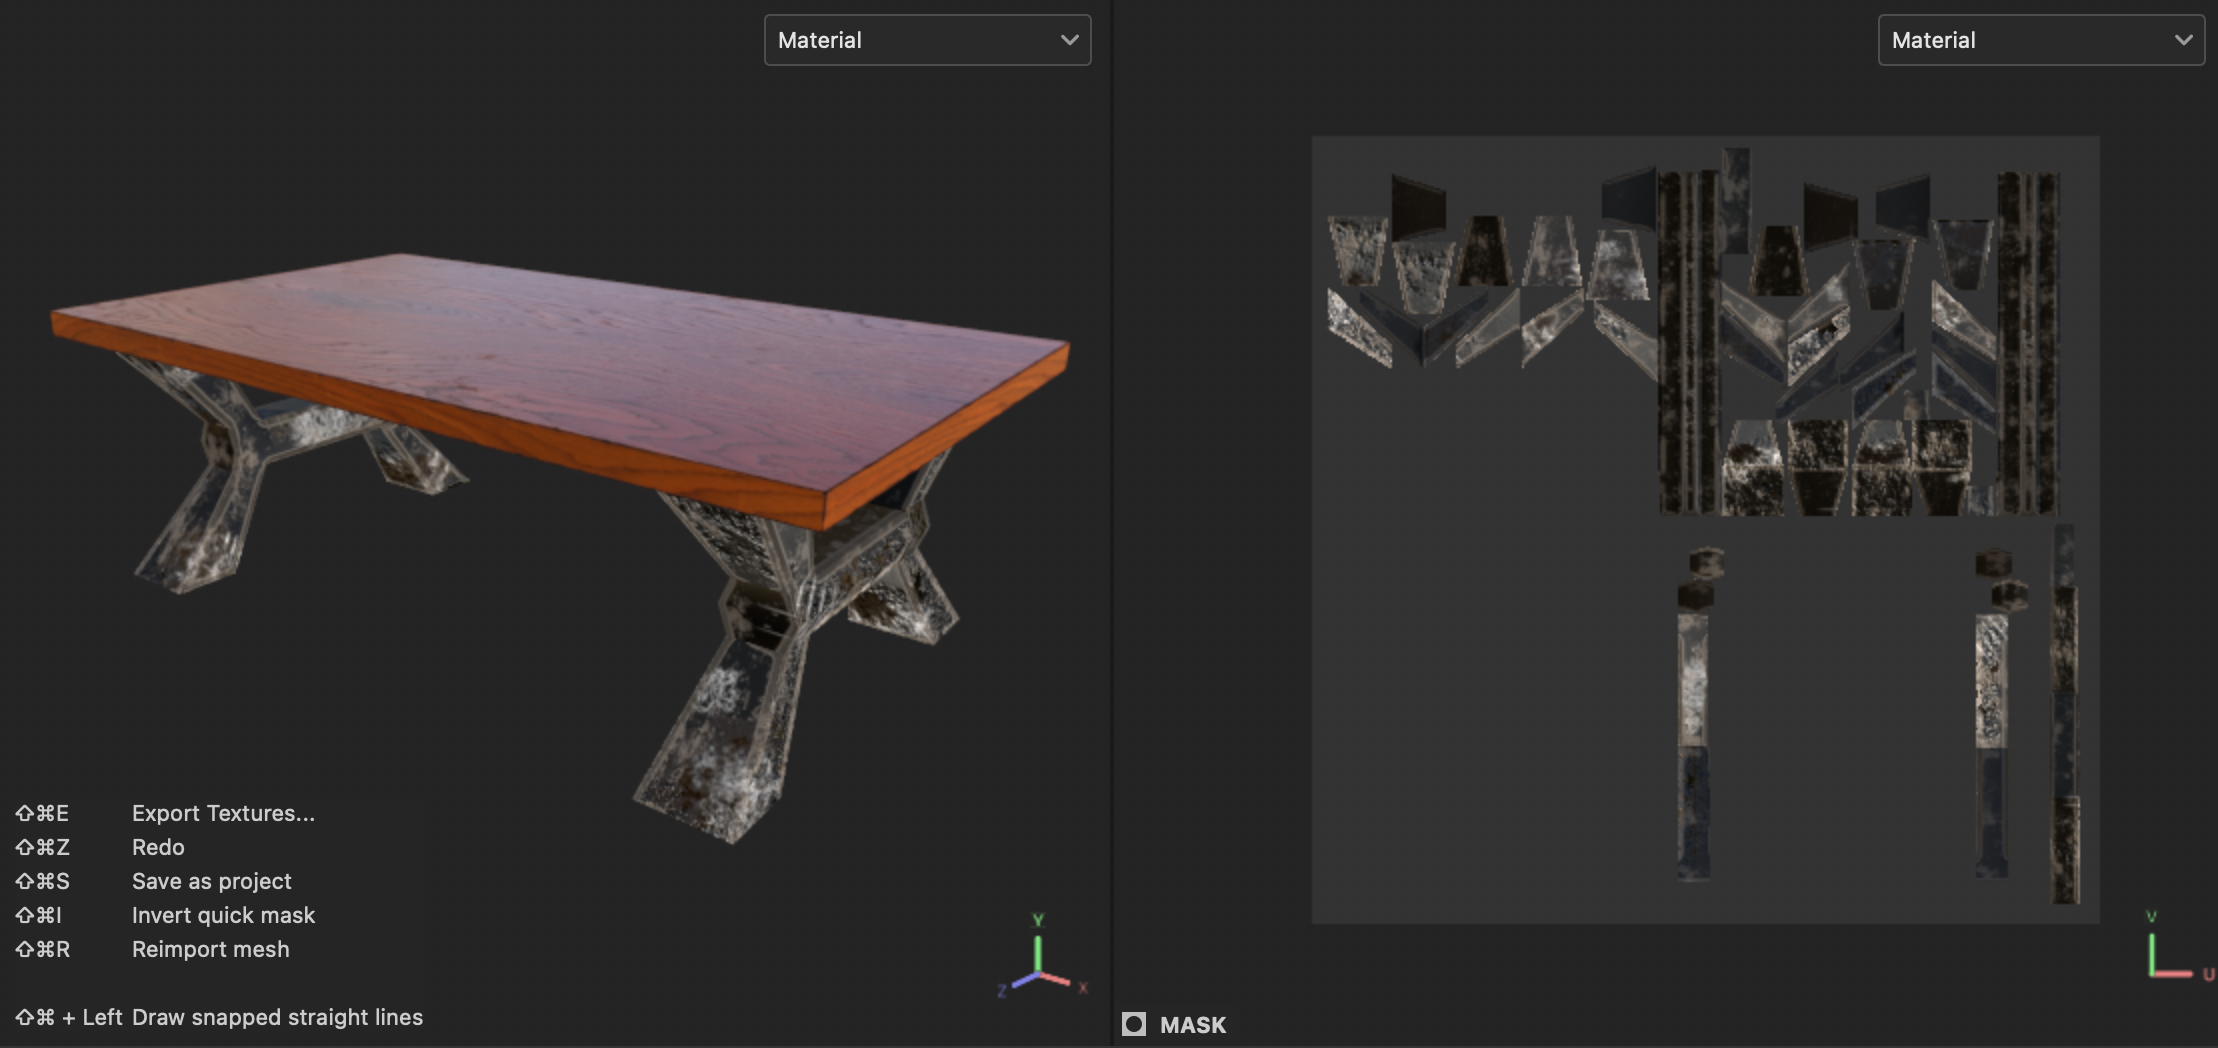 Material
Material
⇧⌘E Export Textures...
⇧⌘Z Redo
⇧⌘S Save as project
⇧⌘I Invert quick mask
⇧⌘R Reimport mesh
⇧⌘ + Left Draw snapped straight lines
Y
Z
X
V
U
MASK